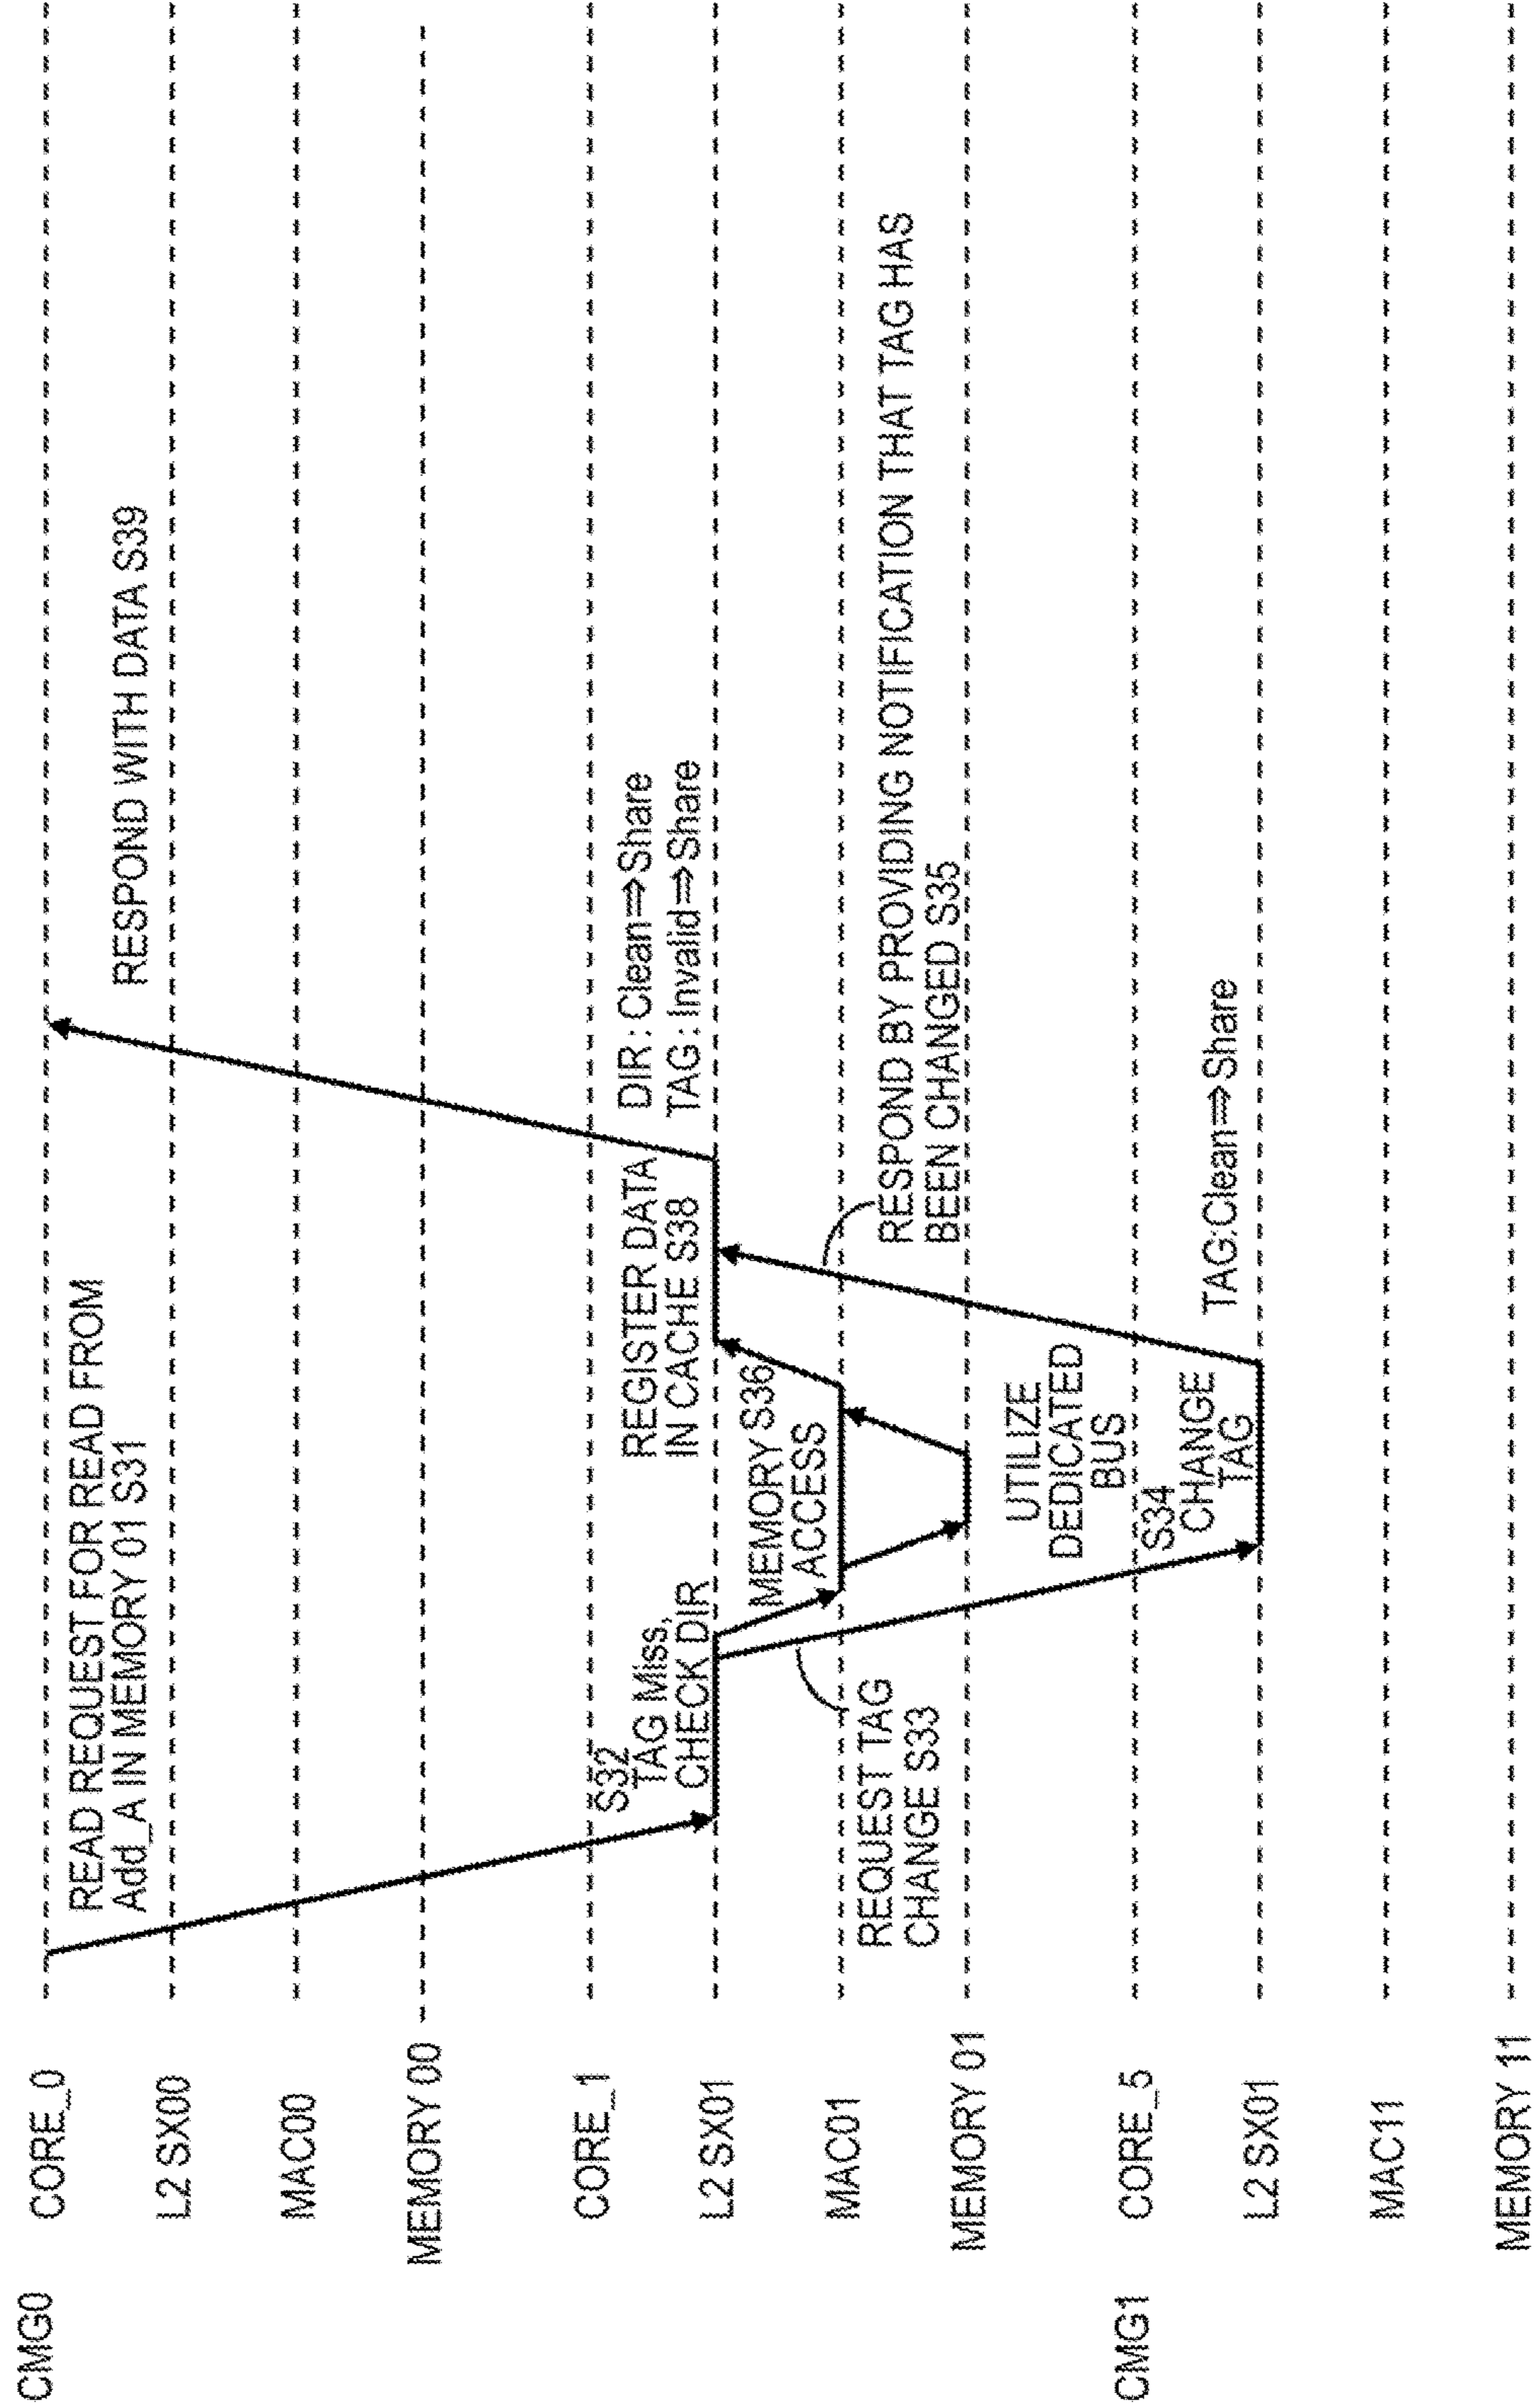 CMG0
CORE_0
L2 SX00
MAC00
MEMORY 00
CORE_1
L2 SX01
MAC01
MEMORY 01
CMG1
CORE_5
L2 SX01
MAC11
MEMORY 11
READ REQUEST FOR READ FROM
Add_A IN MEMORY 01 S31
RESPOND WITH DATA S39
S32
TAG Miss,
CHECK DIR
REGISTER DATA
IN CACHE S38
DIR : Clean⇒Share
TAG : Invalid⇒Share
MEMORY S36
ACCESS
REQUEST TAG
CHANGE S33
RESPOND BY PROVIDING NOTIFICATION THAT TAG HAS
BEEN CHANGED S35
UTILIZE
DEDICATED
BUS
S34
CHANGE
TAG
TAG:Clean⇒Share